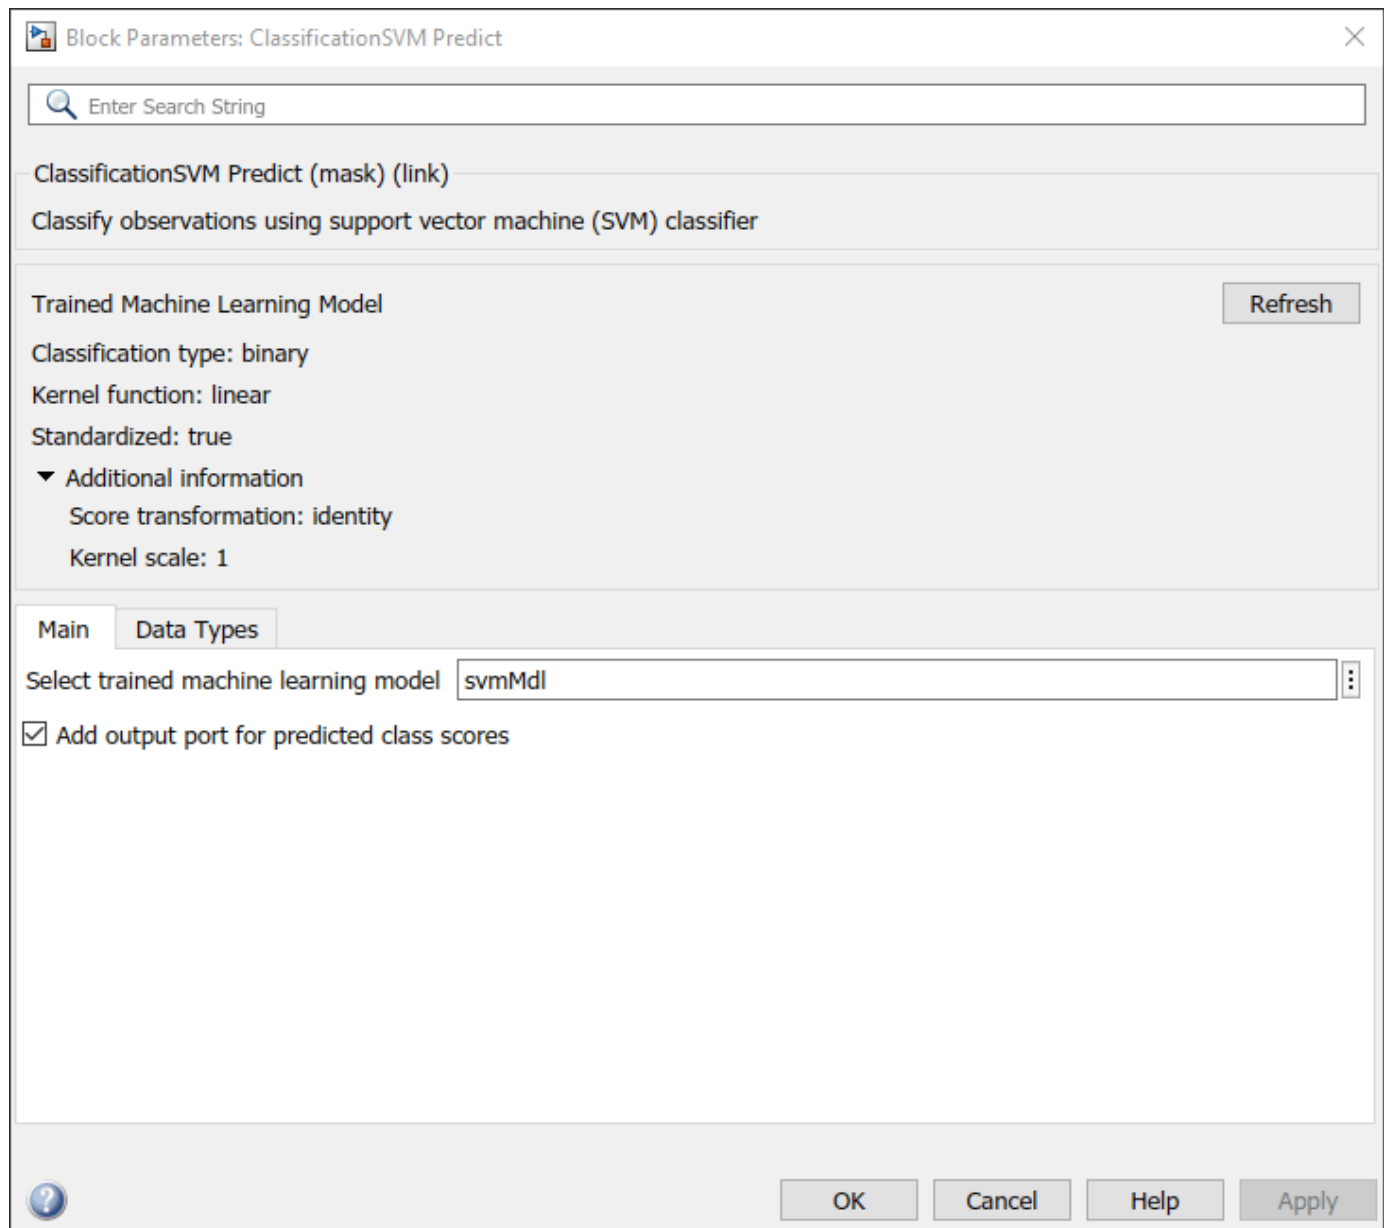 Block Parameters: ClassificationSVM Predict
Enter Search String
ClassificationSVM Predict (mask) (link)
Classify observations using support vector machine (SVM) classifier
Trained Machine Learning Model Refresh
Classification type: binary
Kernel function: linear
Standardized: true
Additional information
Score transformation: identity
Kernel scale: 1
Main Data Types
Select trained machine learning model svmMdl
Add output port for predicted class scores
? OK Cancel Help Apply